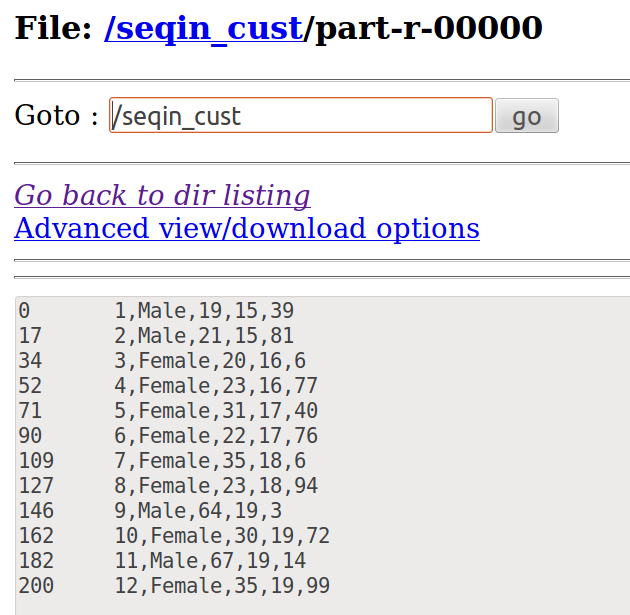 File: /seqin_cust/part-r-00000
Goto : /seqin_cust go
Go back to dir listing
Advanced view/download options
0 1,Male,19,15,39
17 2,Male,21,15,81
34 3,Female,20,16,6
52 4,Female,23,16,77
71 5,Female,31,17,40
90 6,Female,22,17,76
109 7,Female,35,18,6
127 8,Female,23,18,94
146 9,Male,64,19,3
162 10,Female,30,19,72
182 11,Male,67,19,14
200 12,Female,35,19,99